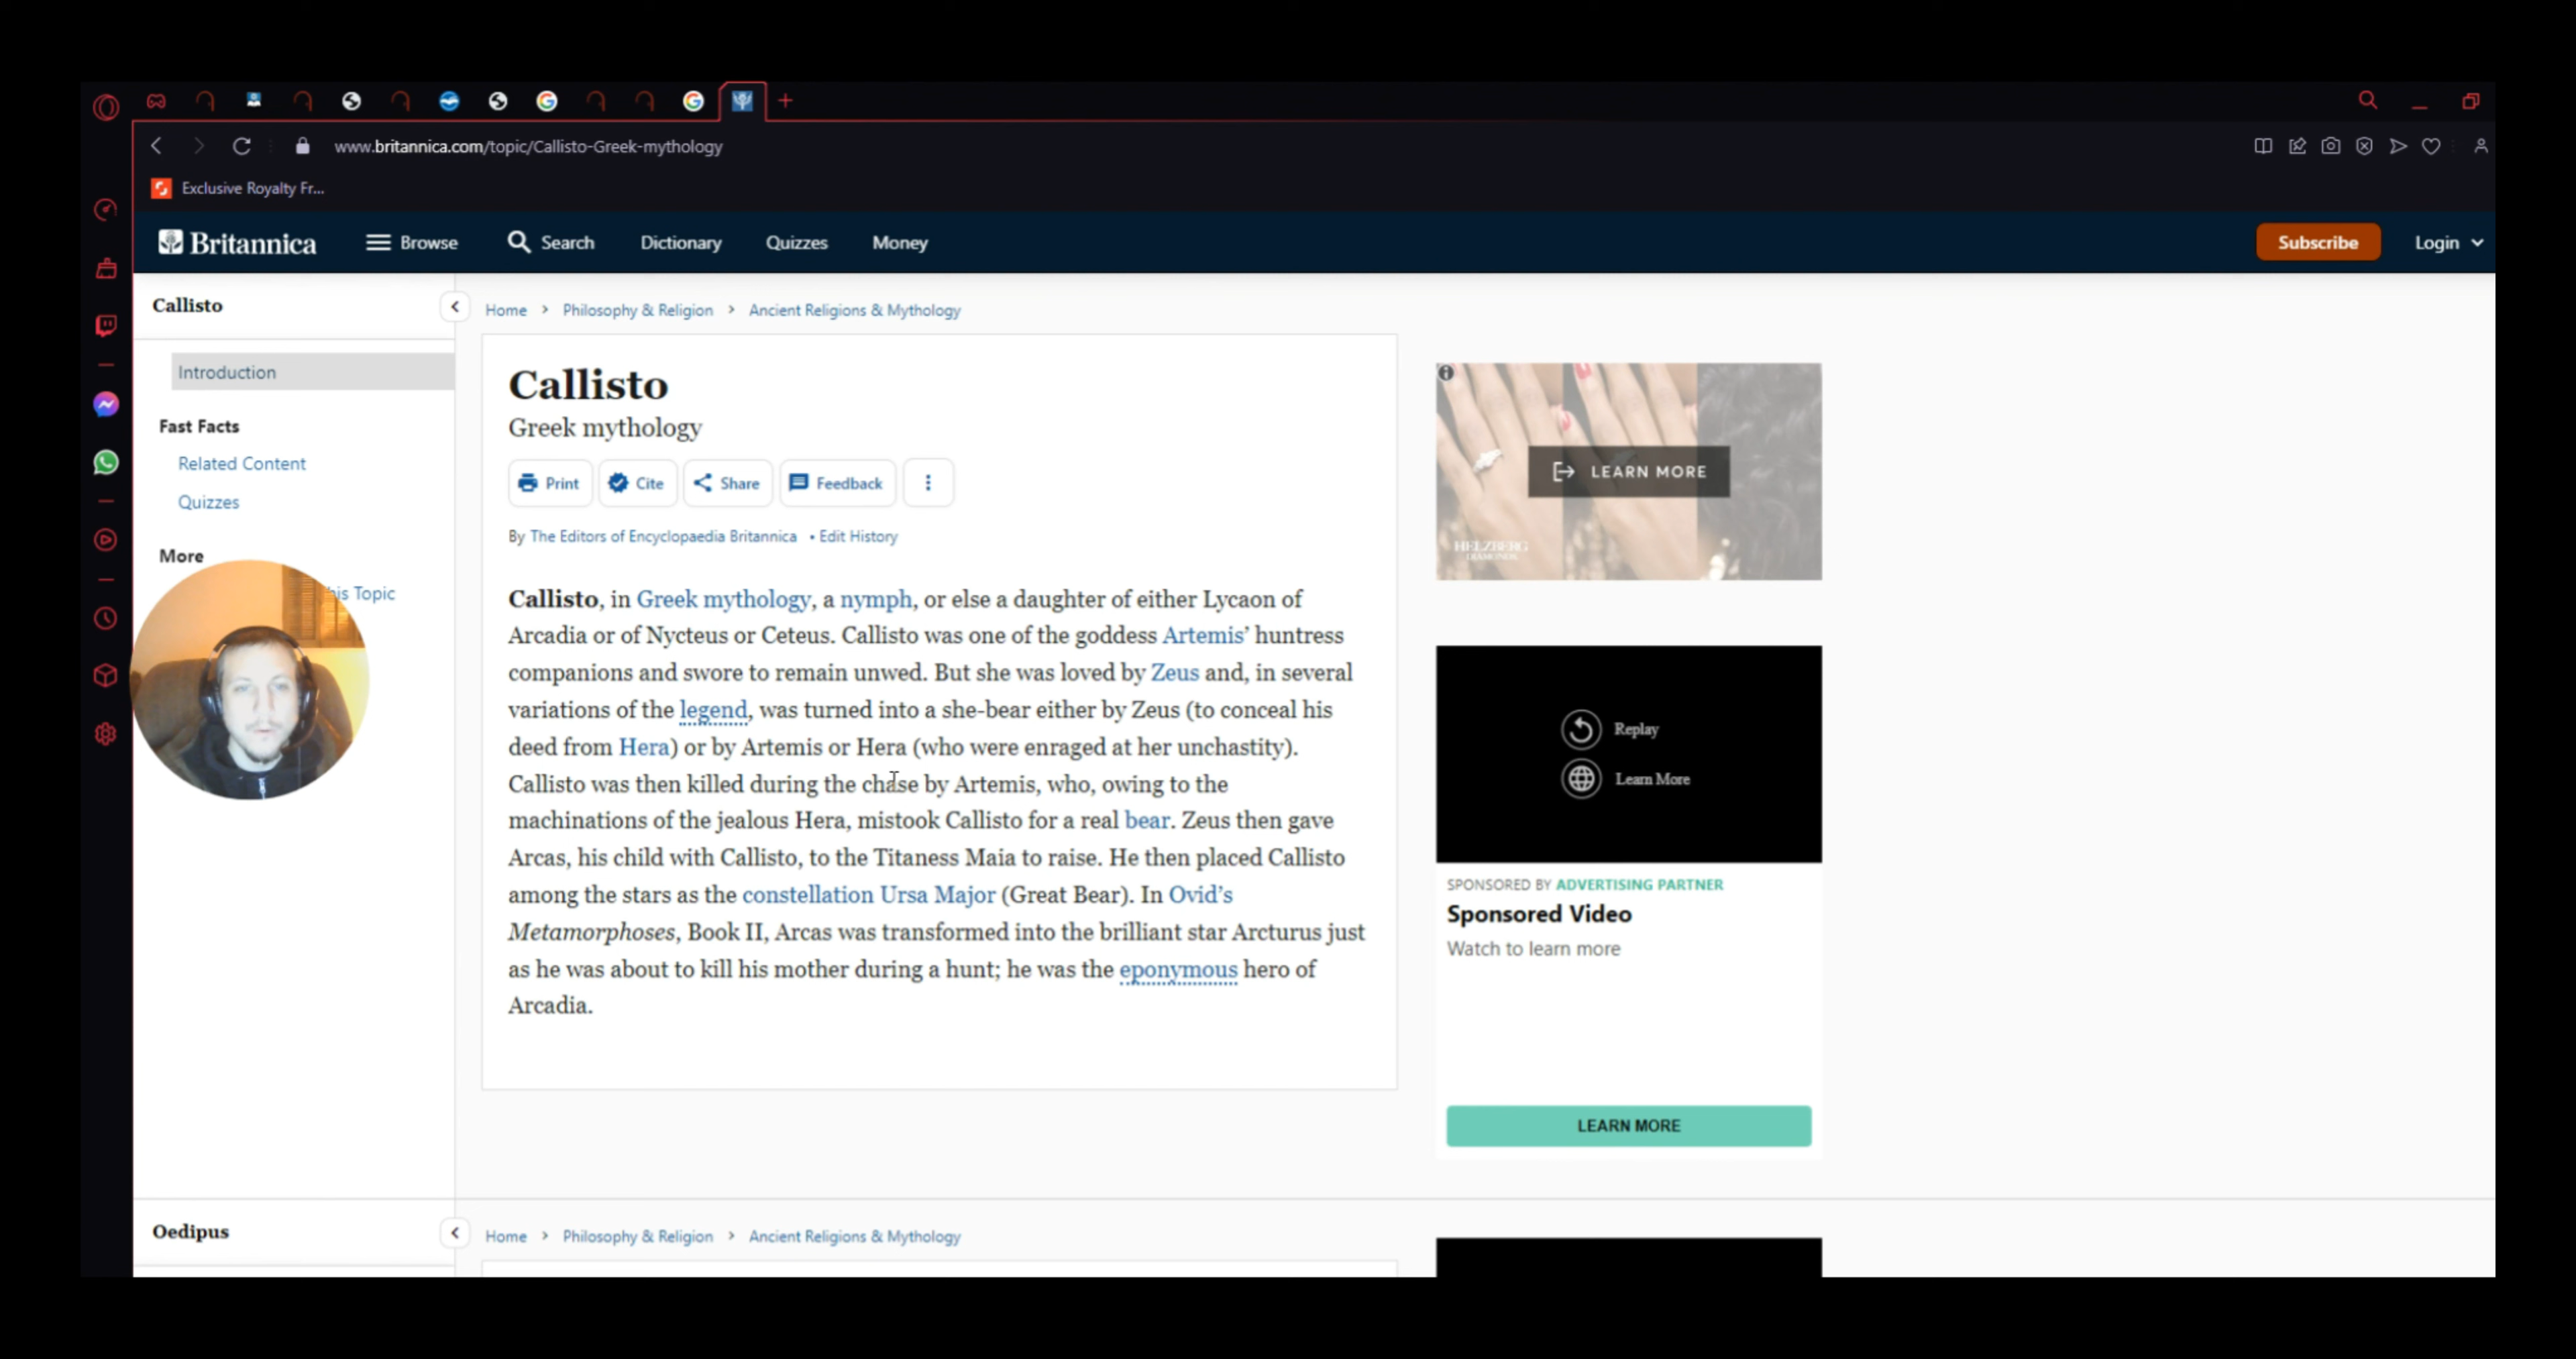 www.britannica.com/topic/Callisto-Greek-mythology
Exclusive Royalty Fr...
Britannica
Browse
Search
Dictionary
Quizzes
Money
Subscribe
Login
Callisto
Introduction
Fast Facts
Related Content
Quizzes
More
his Topic
Home > Philosophy & Religion > Ancient Religions & Mythology
Callisto
Greek mythology
Print
Cite
Share
Feedback
By The Editors of Encyclopaedia Britannica • Edit History
Callisto, in Greek mythology, a nymph, or else a daughter of either Lycaon of
Arcadia or of Nycteus or Ceteus. Callisto was one of the goddess Artemis’ huntress
companions and swore to remain unwed. But she was loved by Zeus and, in several
variations of the legend, was turned into a she-bear either by Zeus (to conceal his
deed from Hera) or by Artemis or Hera (who were enraged at her unchastity).
Callisto was then killed during the chase by Artemis, who, owing to the
machinations of the jealous Hera, mistook Callisto for a real bear. Zeus then gave
Arcas, his child with Callisto, to the Titaness Maia to raise. He then placed Callisto
among the stars as the constellation Ursa Major (Great Bear). In Ovid’s
Metamorphoses, Book II, Arcas was transformed into the brilliant star Arcturus just
as he was about to kill his mother during a hunt; he was the eponymous hero of
Arcadia.
LEARN MORE
HELZBERG
DIAMONDS
Replay
Learn More
SPONSORED BY ADVERTISING PARTNER
Sponsored Video
Watch to learn more
LEARN MORE
Oedipus
Home > Philosophy & Religion > Ancient Religions & Mythology